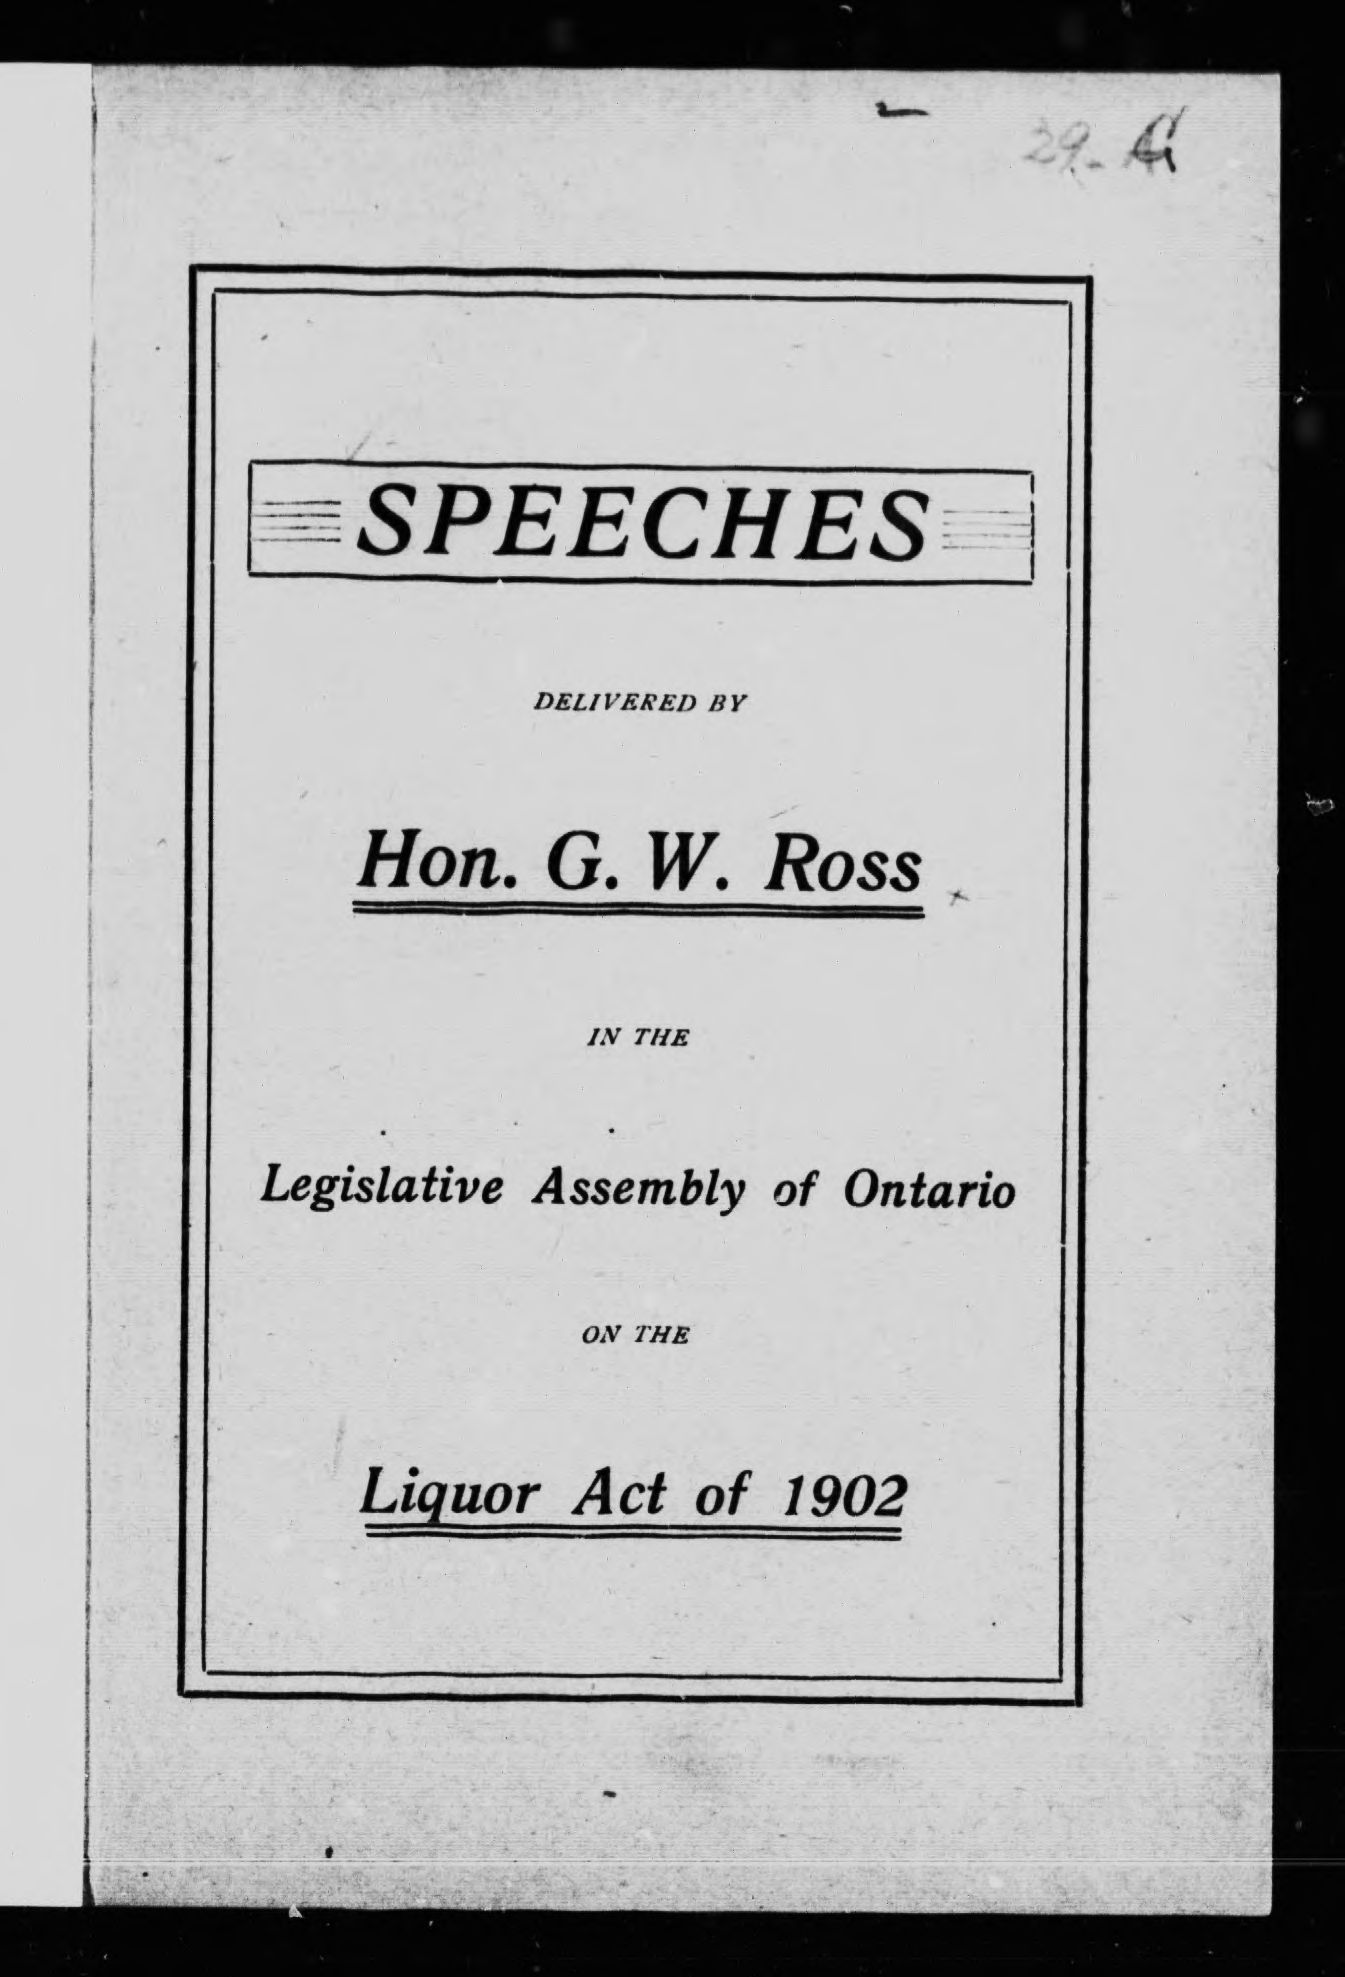 29.
SPEECHES
DELIVERED BY
Hon. G. W. Ross
IN THE
Legislative Assembly of Ontario
ON THE
Liquor Act of 1902